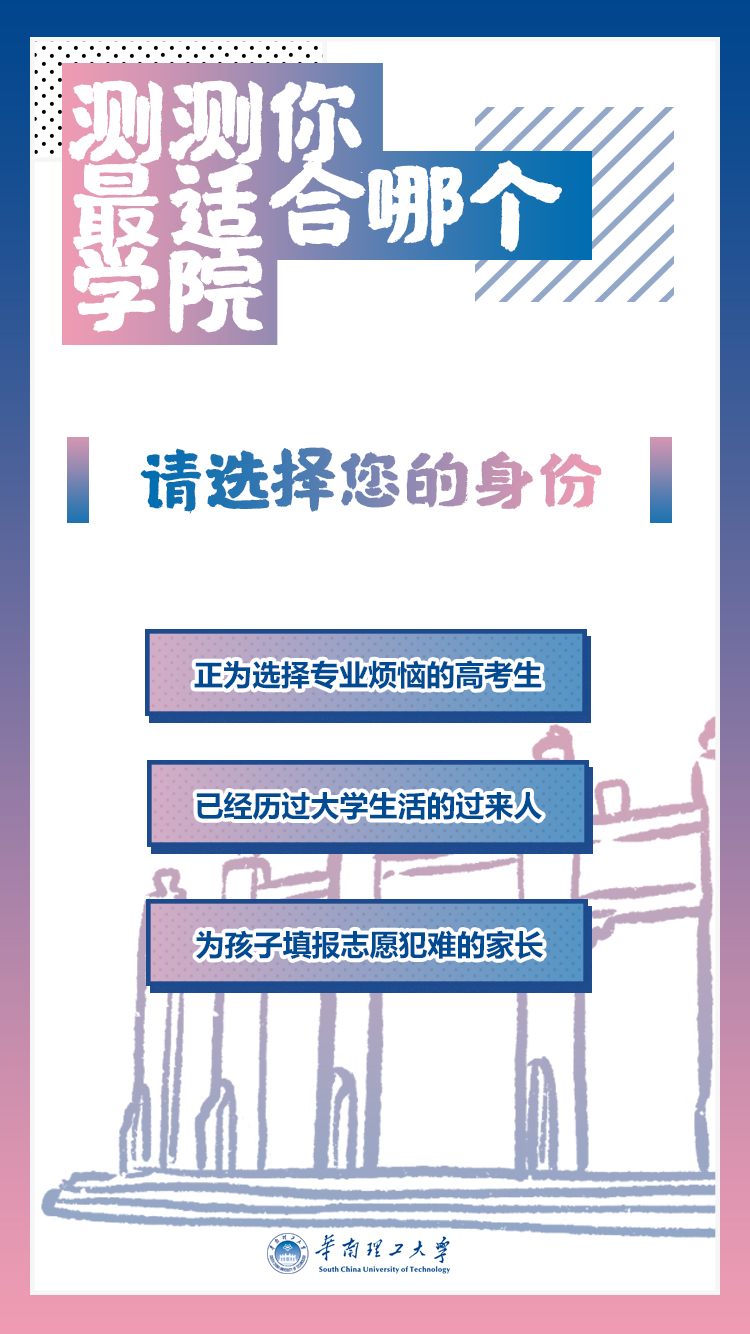 测测你
最适合哪个
学院
请选择您的身份
正为选择专业烦恼的高考生
已经历过大学生活的过来人
为孩子填报志愿犯难的家长
华南理工大学
South China University of Technology